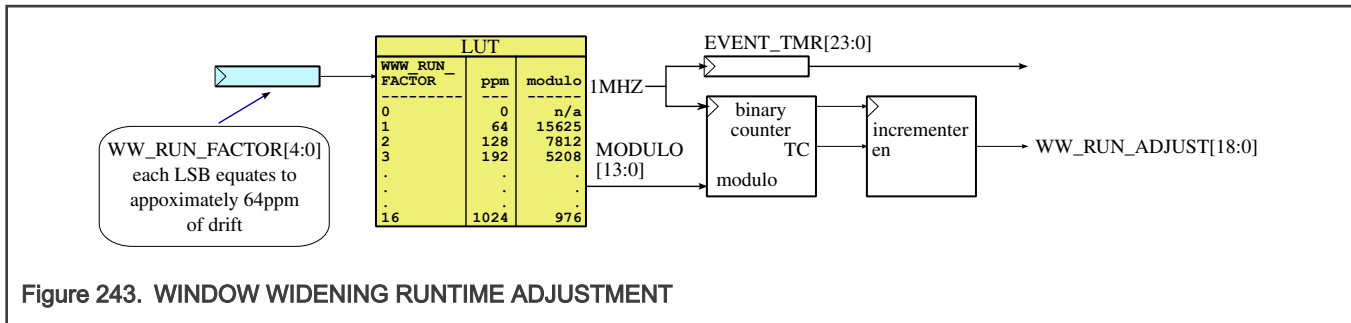 LUT
WWW_RUN_
FACTOR ppm modulo
--------- --- ------
0 0 n/a
1 64 15625
2 128 7812
3 192 5208
. . .
. . .
. . .
16 1024 976
WW_RUN_FACTOR[4:0]
each LSB equates to
appoximately 64ppm
of drift
EVENT_TMR[23:0]
1MHZ
MODULO
[13:0]
binary
counter
TC
modulo
incrementer
en
WW_RUN_ADJUST[18:0]
Figure 243. WINDOW WIDENING RUNTIME ADJUSTMENT